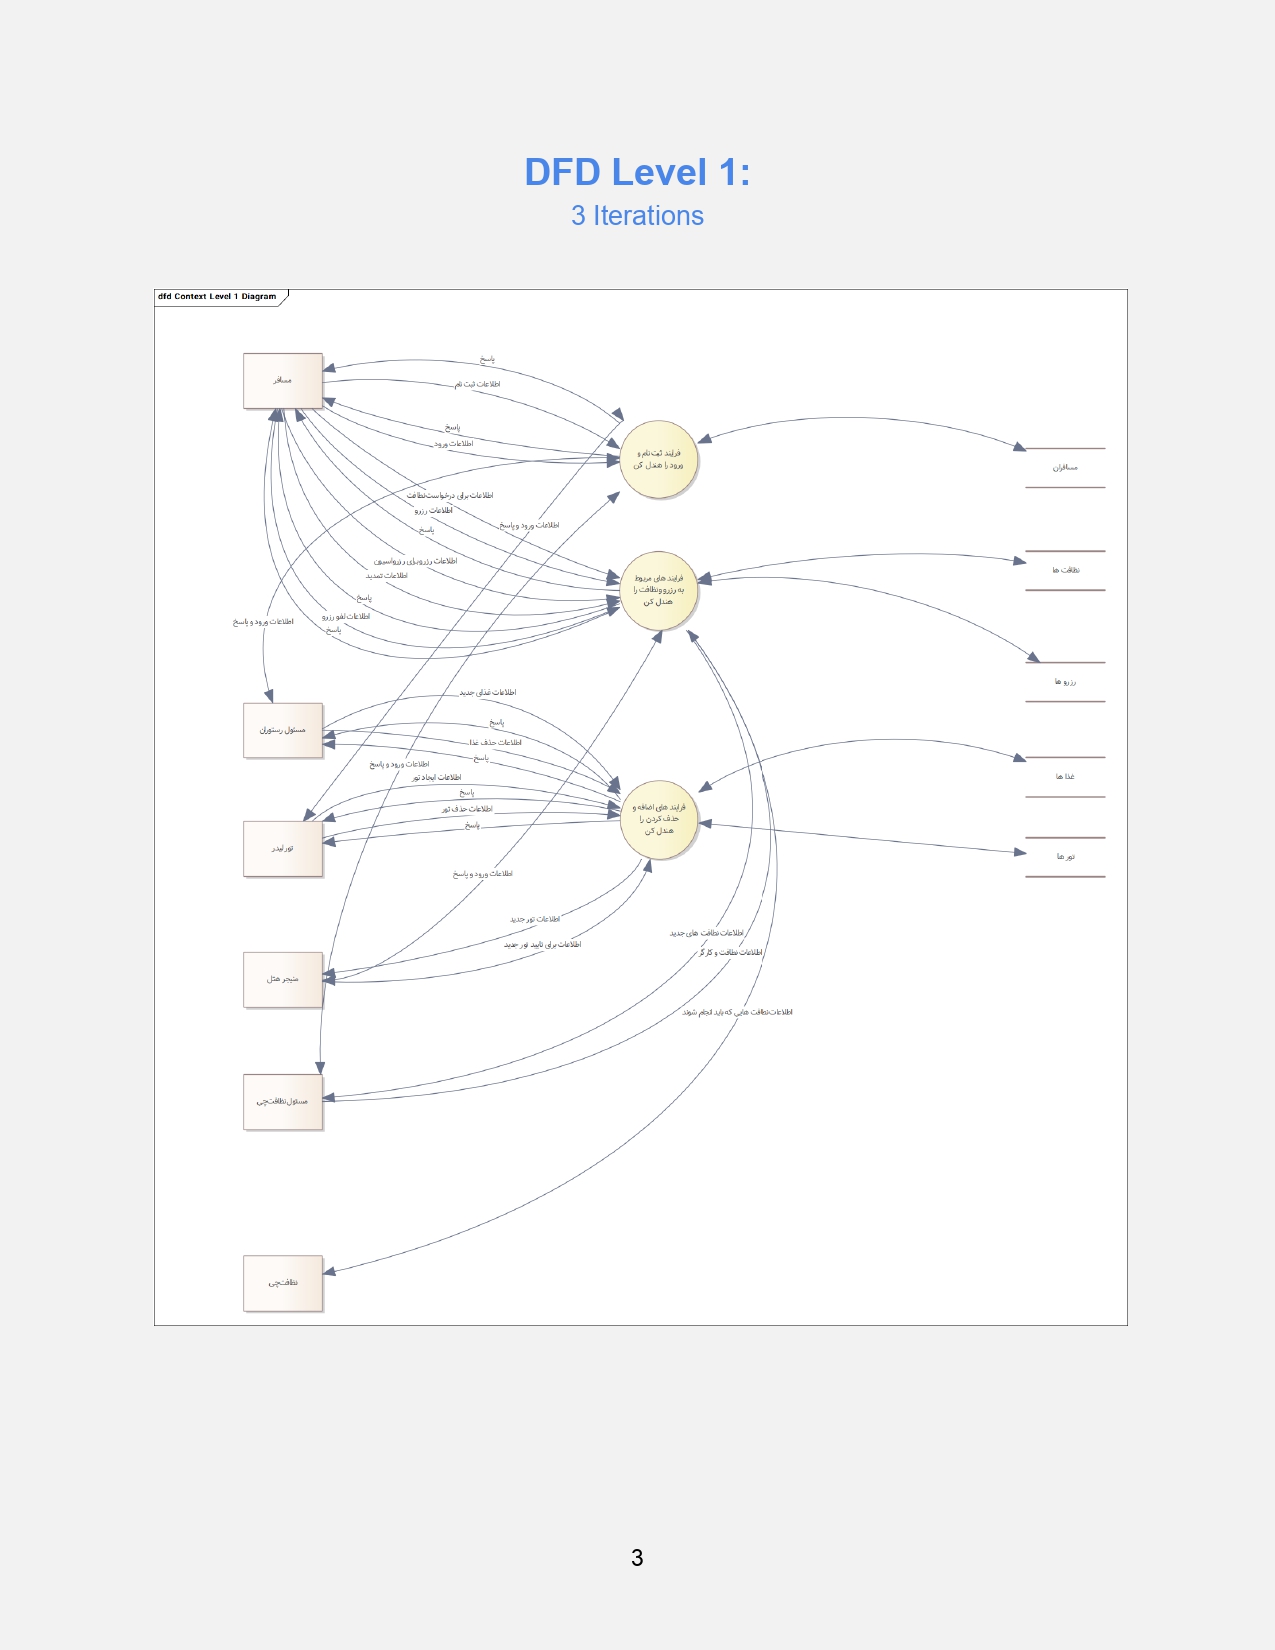 DFD Level 1:
3 Iterations
dfd Context Level 1 Diagram
مسافر
پاسخ
اطلاعات ثبت نام
پاسخ
اطلاعات ورود
فرایند ثبت نام و
ورود را هندل کن
مسافران
اطلاعات برای درخواست نظافت
اطلاعات رزرو
پاسخ
اطلاعات ورود و پاسخ
اطلاعات رزرو برای رزرواسیون
اطلاعات تمدید
پاسخ
اطلاعات لغو رزرو
پاسخ
اطلاعات ورود و پاسخ
فرایند های مربوط
به رزرو و نظافت را
هندل کن
نظافت ها
رزرو ها
مسئول رستوران
اطلاعات غذای جدید
پاسخ
اطلاعات حذف غذا
پاسخ
اطلاعات ورود و پاسخ
اطلاعات ایجاد تور
پاسخ
اطلاعات حذف تور
پاسخ
فرایند های اضافه و
حذف کردن را
هندل کن
غذا ها
تور ها
تور لیدر
اطلاعات ورود و پاسخ
اطلاعات تور جدید
اطلاعات برای تایید تور جدید
اطلاعات نظافت های جدید
اطلاعات نظافت و کارگر
منیجر هتل
اطلاعات نظافت هایی که باید انجام شوند
مسئول نظافت‌چی
نظافت‌چی
3